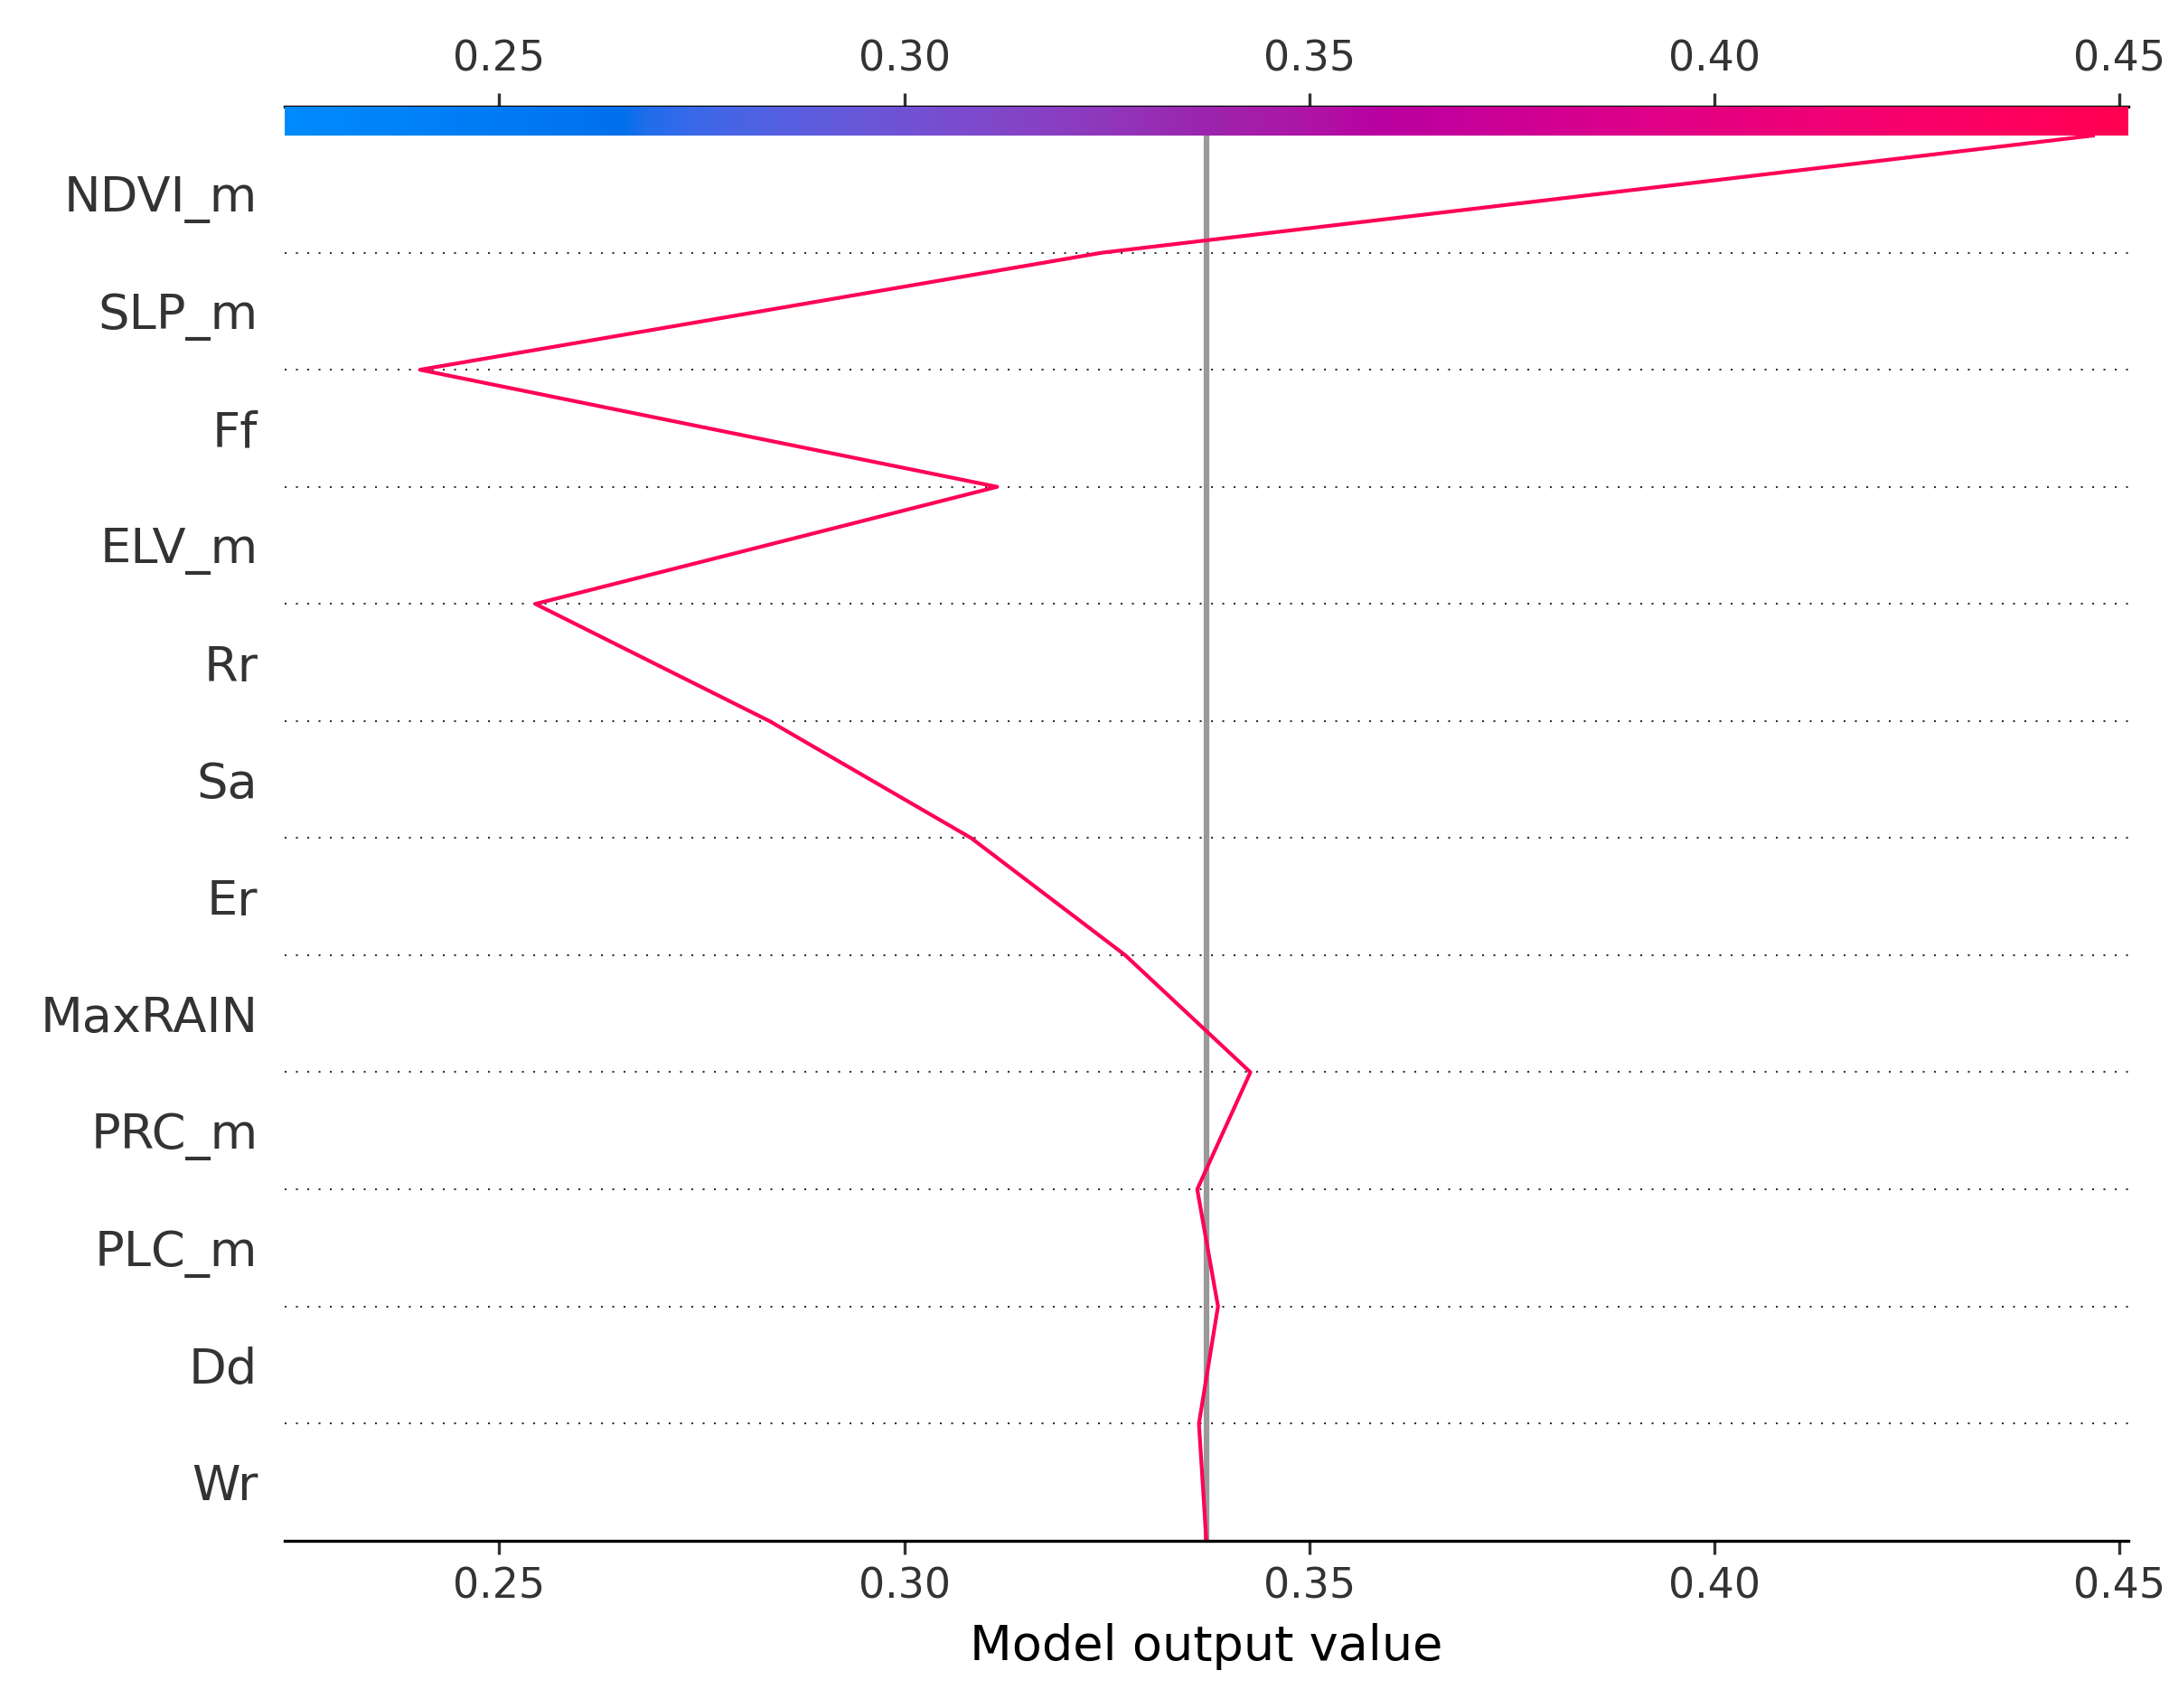 0.25 0.30 0.35 0.40 0.45
NDVI_m
SLP_m
Ff
ELV_m
Rr
Sa
Er
MaxRAIN
PRC_m
PLC_m
Dd
Wr
0.25 0.30 0.35 0.40 0.45
Model output value